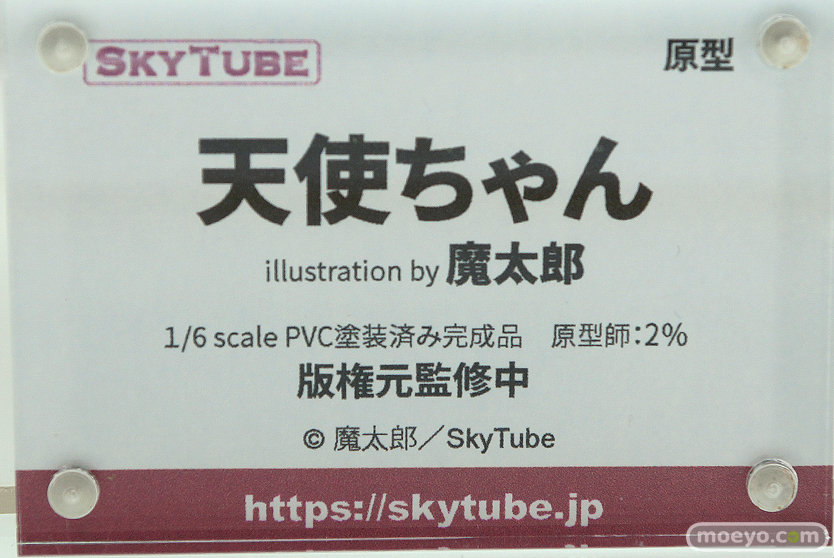 SKYTUBE
原型
天使ちゃん
illustration by 魔太郎
1/6 scale PVC塗装済み完成品　原型師：2%
版権元監修中
© 魔太郎／SkyTube
https://skytube.jp
moeyo.com